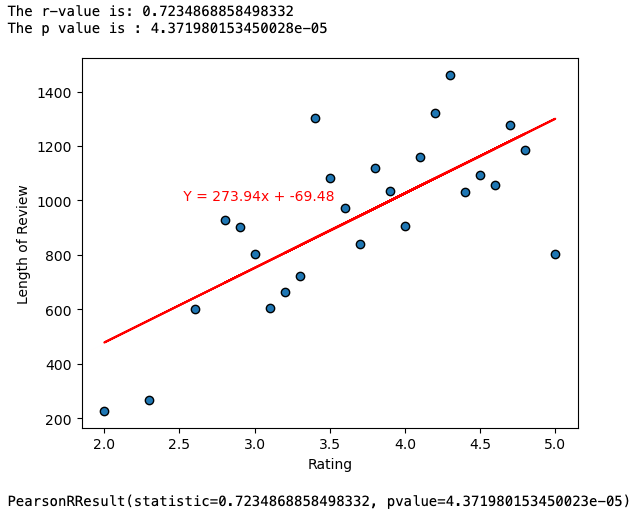 The r-value is: 0.7234868858498332
The p value is : 4.371980153450028e-05
1400
1200
1000
800
600
400
200
Length of Review
Y = 273.94x + -69.48
2.0 2.5 3.0 3.5 4.0 4.5 5.0
Rating
PearsonRResult(statistic=0.7234868858498332, pvalue=4.371980153450023e-05)